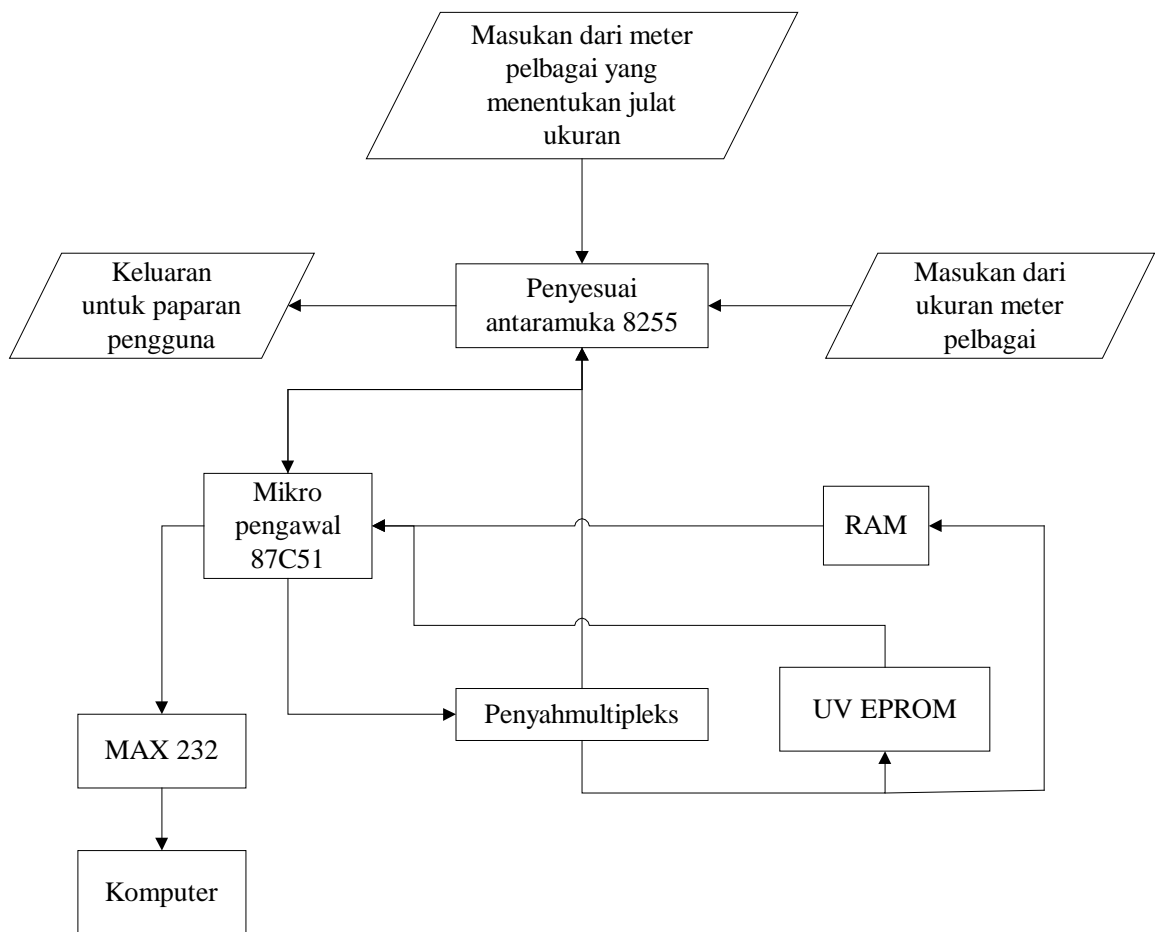 Masukan dari meter
pelbagai yang
menentukan julat
ukuran
Keluaran
untuk paparan
pengguna
Penyesuai
antaramuka 8255
Masukan dari
ukuran meter
pelbagai
Mikro
pengawal
87C51
RAM
Penyahmultipleks
UV EPROM
MAX 232
Komputer